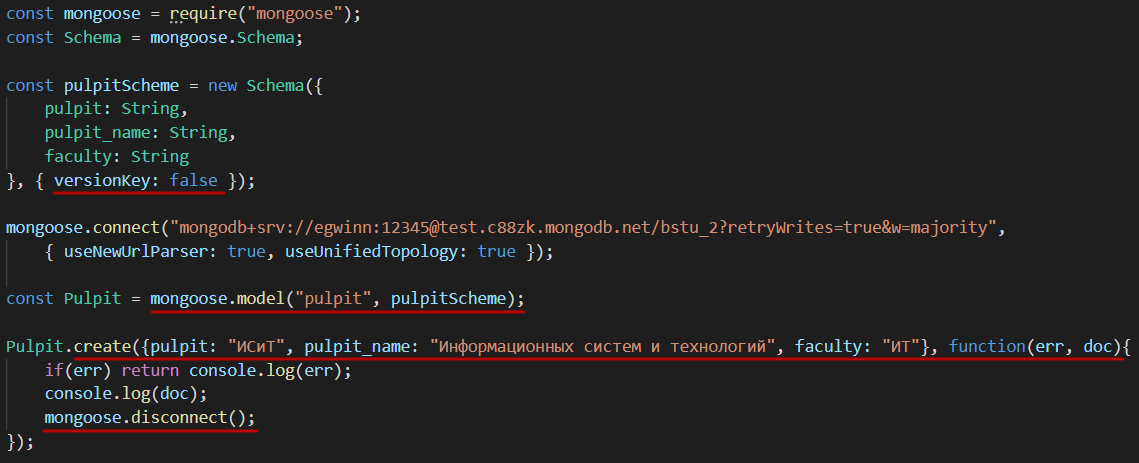 const mongoose = require("mongoose");
const Schema = mongoose.Schema;
const pulpitScheme = new Schema({
    pulpit: String,
    pulpit_name: String,
    faculty: String
}, { versionKey: false });
mongoose.connect("mongodb+srv://egwinn:12345@test.c88zk.mongodb.net/bstu_2?retryWrites=true&w=majority",
    { useNewUrlParser: true, useUnifiedTopology: true });
const Pulpit = mongoose.model("pulpit", pulpitScheme);
Pulpit.create({pulpit: "ИСиТ", pulpit_name: "Информационных систем и технологий", faculty: "ИТ"}, function(err, doc){
    if(err) return console.log(err);
    console.log(doc);
    mongoose.disconnect();
});